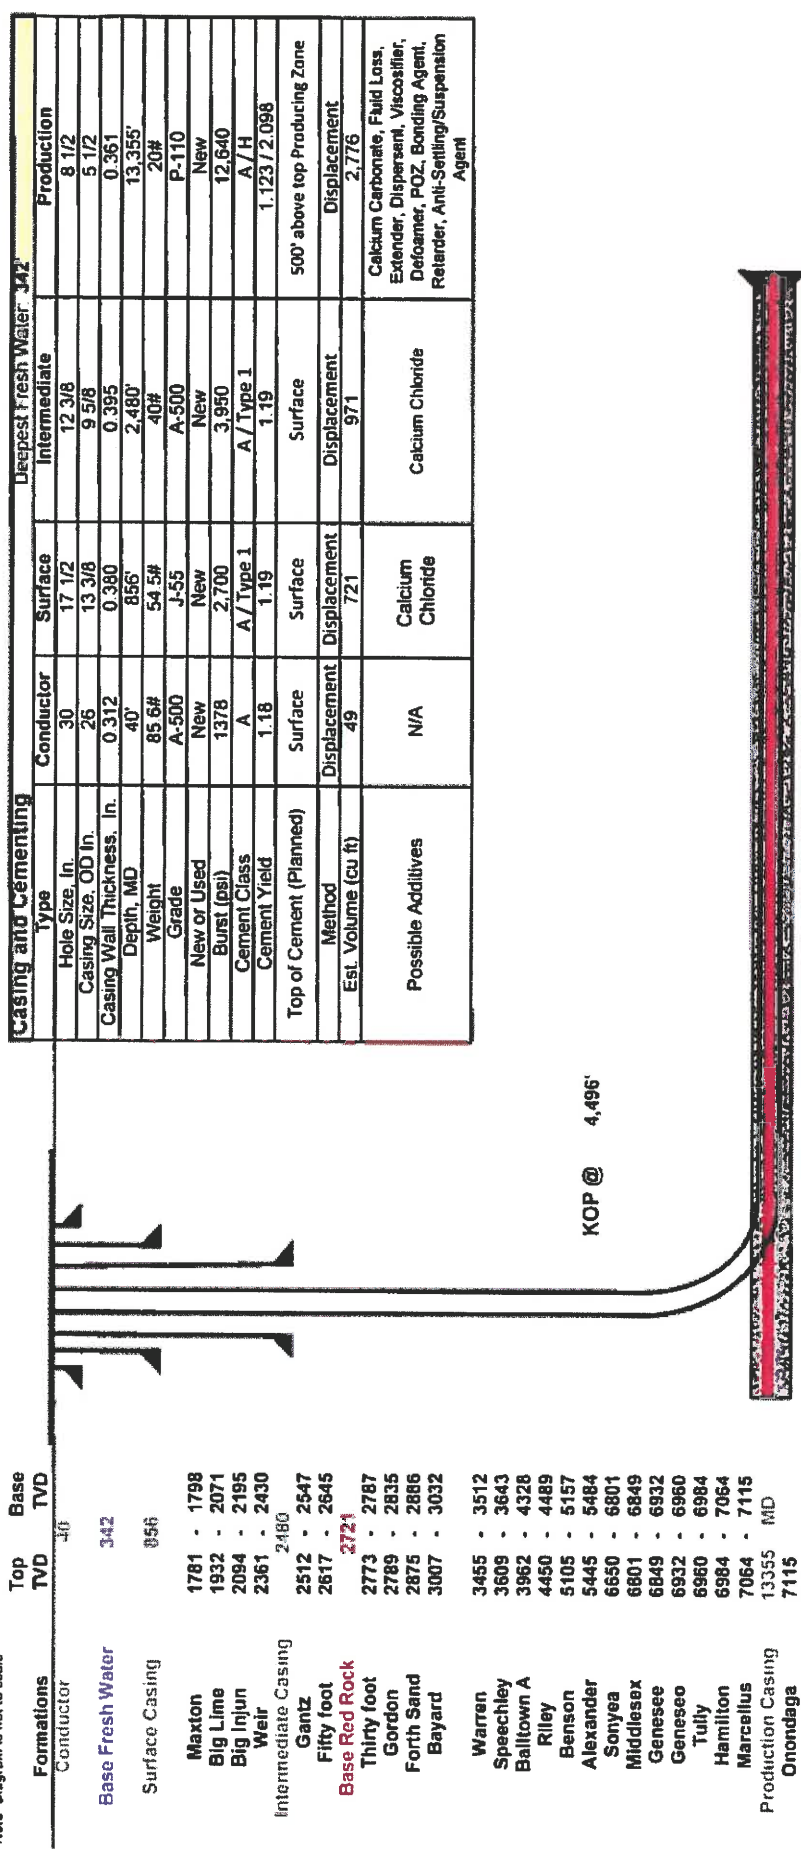 Formations Top TVD Base TVD
Conductor 40
Base Fresh Water 342
Surface Casing 856
Maxton 1781 - 1798
Big Lime 1932 - 2071
Big Injun 2094 - 2195
Weir 2361 - 2430
Intermediate Casing 2480
Gantz 2512 - 2547
Fifty foot 2617 - 2645
Base Red Rock 2721
Thirty foot 2773 - 2787
Gordon 2789 - 2835
Forth Sand 2875 - 2886
Bayard 3007 - 3032
Warren 3455 - 3512
Speechley 3609 - 3643
Balltown A 3962 - 4328
Riley 4450 - 4489
Benson 5105 - 5157
Alexander 5445 - 5484
Sonyea 6650 - 6801
Middlesex 6801 - 6849
Genesee 6849 - 6932
Geneseo 6932 - 6960
Tully 6960 - 6984
Hamilton 6984 - 7064
Marcellus 7064 - 7115
Production Casing 13355 MD
Onondaga 7115
KOP @ 4,496'
Casing and Cementing Deepest Fresh Water: 342'
Type Conductor Surface Intermediate Production
Hole Size, In. 30 17 1/2 12 3/8 8 1/2
Casing Size, OD In. 26 13 3/8 9 5/8 5 1/2
Casing Wall Thickness, In. 0.312 0.380 0.395 0.361
Depth, MD 40' 856' 2,480' 13,355'
Weight 85.6# 54.5# 40# 20#
Grade A-500 J-55 A-500 P-110
New or Used New New New New
Burst (psi) 1378 2,700 3,950 12,640
Cement Class A A / Type 1 A / Type 1 A / H
Cement Yield 1.18 1.19 1.19 1.123 / 2.098
Top of Cement (Planned) Surface Surface Surface 500' above top Producing Zone
Method Displacement Displacement Displacement Displacement
Est. Volume (cu ft) 49 721 971 2,776
Possible Additives N/A Calcium Chloride Calcium Chloride Calcium Carbonate, Fluid Loss, Extender, Dispersent, Viscosifier, Defoamer, POZ, Bonding Agent, Retarder, Anti-Settling/Suspension Agent